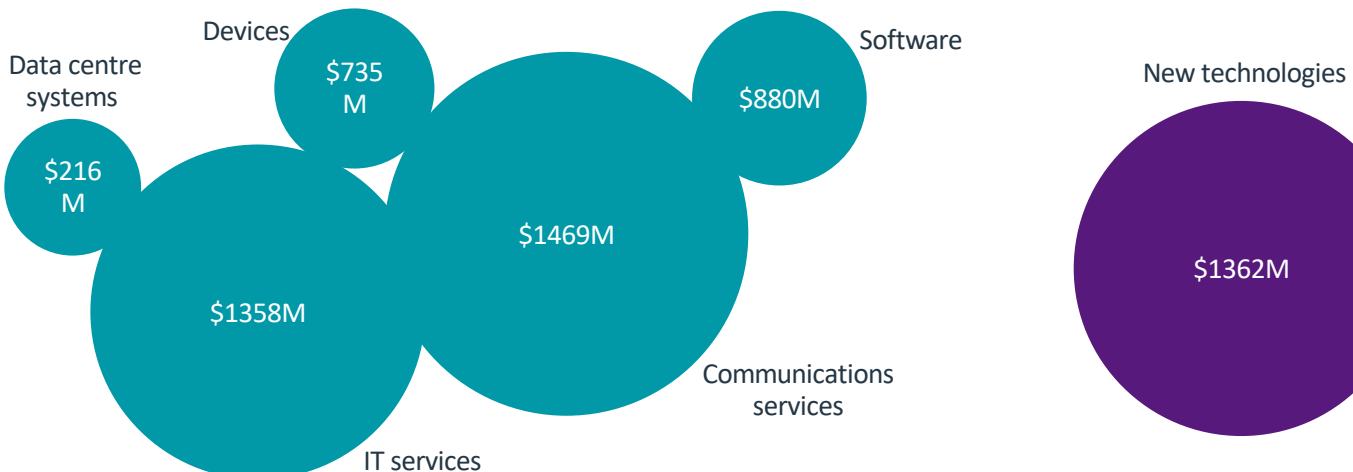 Devices
$735
M
Software
$880M
Data centre
systems
$216
M
New technologies
$1469M
$1362M
$1358M
Communications
services
IT services